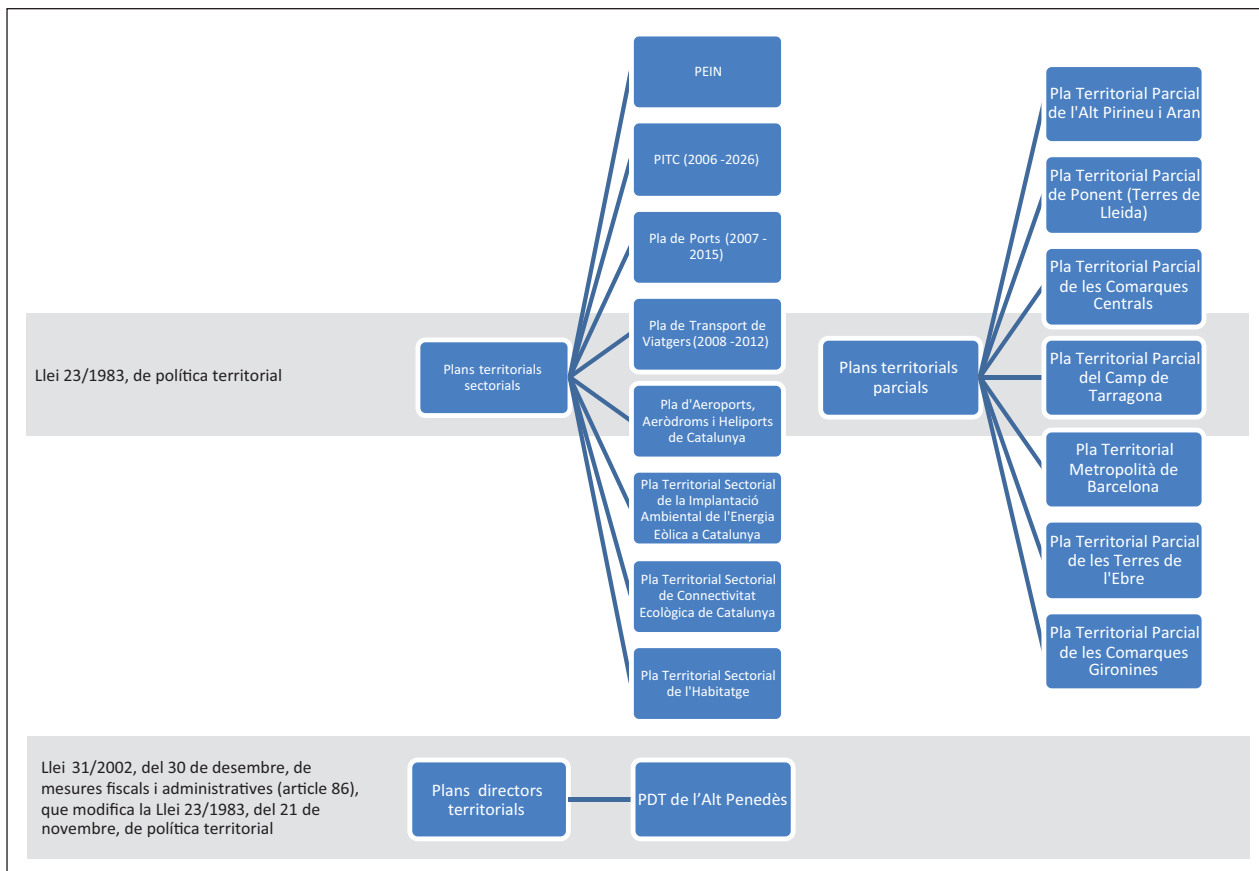 Llei 23/1983, de política territorial
Plans territorials
sectorials
PEIN
PITC (2006 -2026)
Pla de Ports (2007 -
2015)
Pla de Transport de
Viatgers (2008 -2012)
Pla d'Aeroports,
Aeròdroms i Heliports
de Catalunya
Pla Territorial Sectorial
de la Implantació
Ambiental de l'Energia
Eòlica a Catalunya
Pla Territorial Sectorial
de Connectivitat
Ecològica de Catalunya
Pla Territorial Sectorial
de l'Habitatge
Plans territorials
parcials
Pla Territorial Parcial
de l'Alt Pirineu i Aran
Pla Territorial Parcial
de Ponent (Terres de
Lleida)
Pla Territorial Parcial
de les Comarques
Centrals
Pla Territorial Parcial
del Camp de
Tarragona
Pla Territorial
Metropolità de
Barcelona
Pla Territorial Parcial
de les Terres de
l'Ebre
Pla Territorial Parcial
de les Comarques
Gironines
Llei 31/2002, del 30 de desembre, de
mesures fiscals i administratives (article 86),
que modifica la Llei 23/1983, del 21 de
novembre, de política territorial
Plans directors
territorials
PDT de l’Alt Penedès